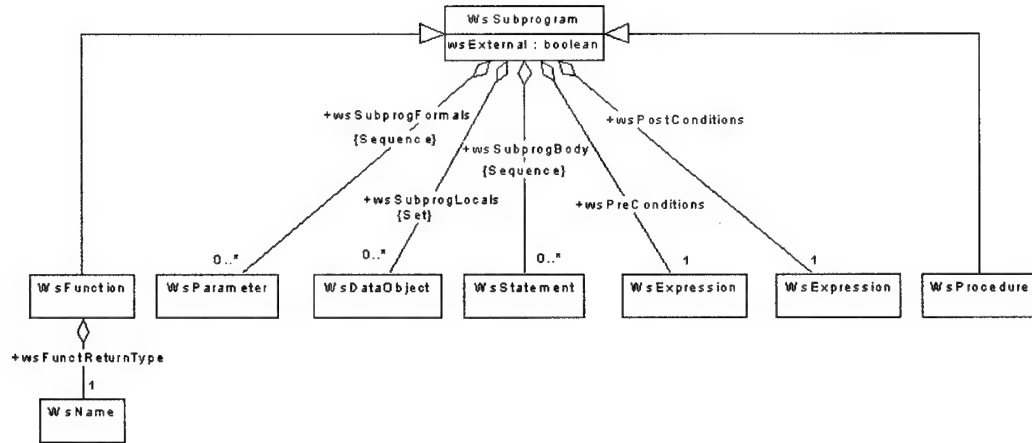 WsSubprogram
wsExternal : boolean
+wsSubprogFormals
{Sequence}
+wsPostConditions
+wsSubprogBody
{Sequence}
+wsSubprogLocals
{Set}
+wsPreConditions
0..*
0..*
0..*
1
1
WsFunction
WsParameter
WsDataObject
WsStatement
WsExpression
WsExpression
WsProcedure
+wsFunctReturnType
1
WsName